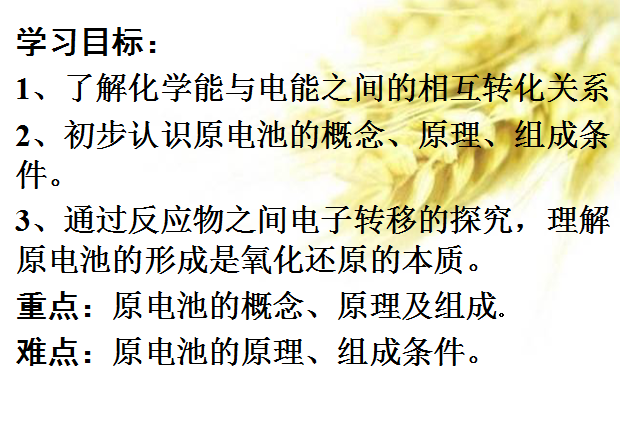 学习目标：
1、了解化学能与电能之间的相互转化关系
2、初步认识原电池的概念、原理、组成条
件。
3、通过反应物之间电子转移的探究，理解
原电池的形成是氧化还原的本质。
重点：原电池的概念、原理及组成.
难点：原电池的原理、组成条件。